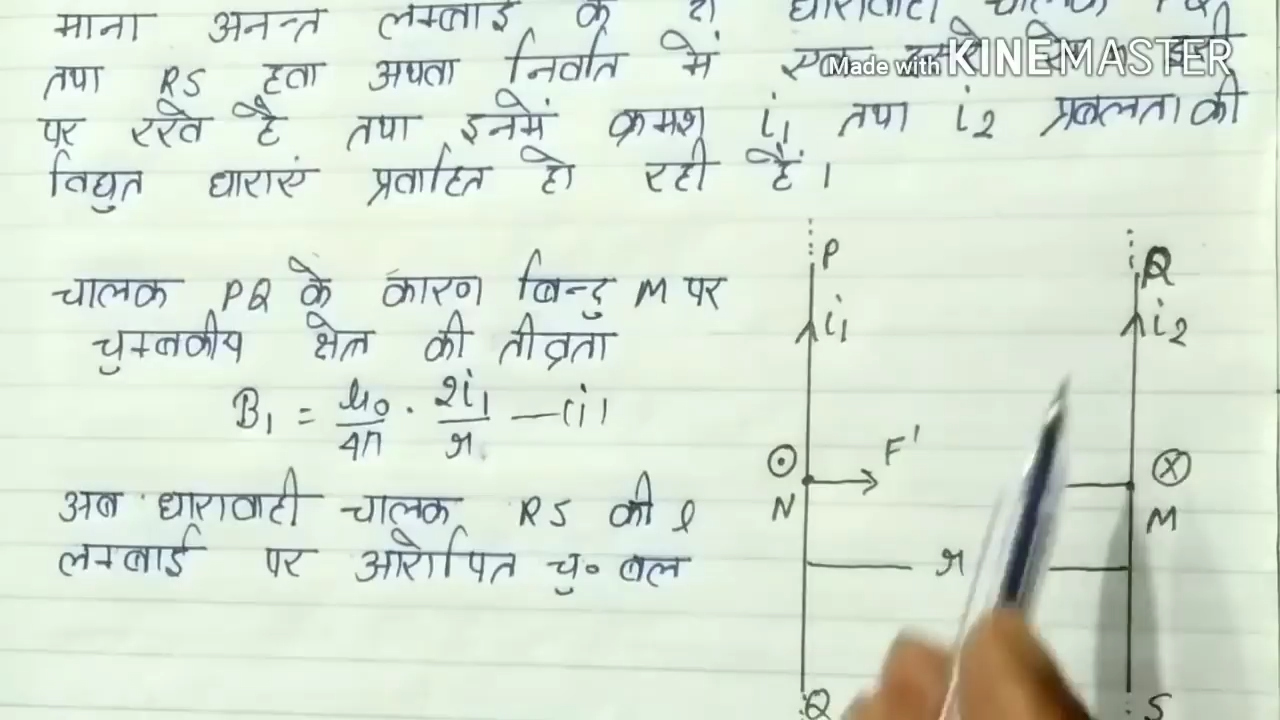 माना अनन्त लम्बाई के दो धारावाही चालक
तथा RS हवा अथवा निर्वात में एक दूसरे
Made with KINEMASTER
पर रखे है तथा इनमें क्रमश i1 तथा i2 प्रबलता की
विद्युत धाराएं प्रवाहित हो रही हैं।
चालक PQ के कारण बिन्दु M पर
चुम्बकीय क्षेत्र की तीव्रता
B1 = μ0/4π · 2i1/r —(i)
अब धारावाही चालक RS की l
लम्बाई पर आरोपित चु० बल
P R
i1 i2
F'
N M
r
Q S